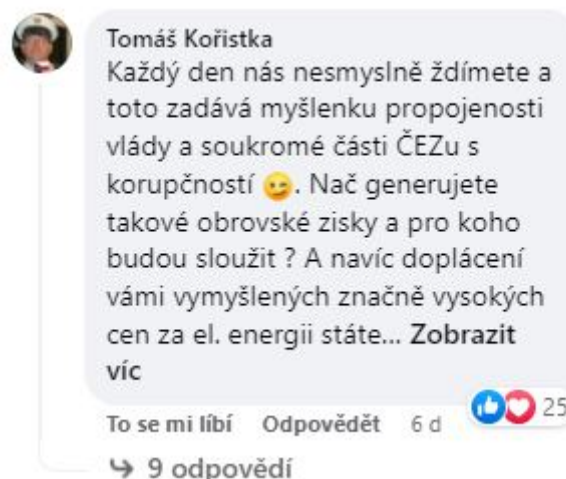 Tomáš Kořistka
Každý den nás nesmyslně ždímete a
toto zadává myšlenku propojenosti
vlády a soukromé části ČEZu s
korupčností 😉. Nač generujete
takové obrovské zisky a pro koho
budou sloužit ? A navíc doplácení
vámi vymyšlených značně vysokých
cen za el. energii státe... Zobrazit
víc
25
To se mi líbí Odpovědět 6 d
9 odpovědí